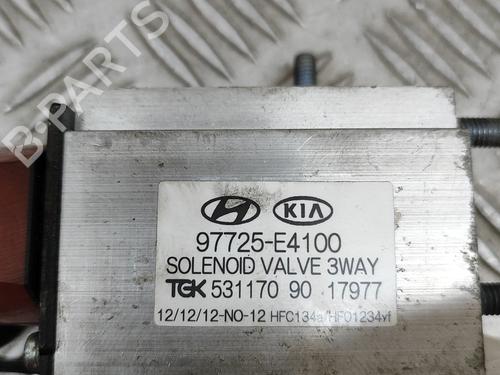 B-PARTS
KIA
97725-E4100
SOLENOID VALVE 3WAY
TGK 531170 90 17977
12/12/12-NO-12 HFC134a/HFO1234yf